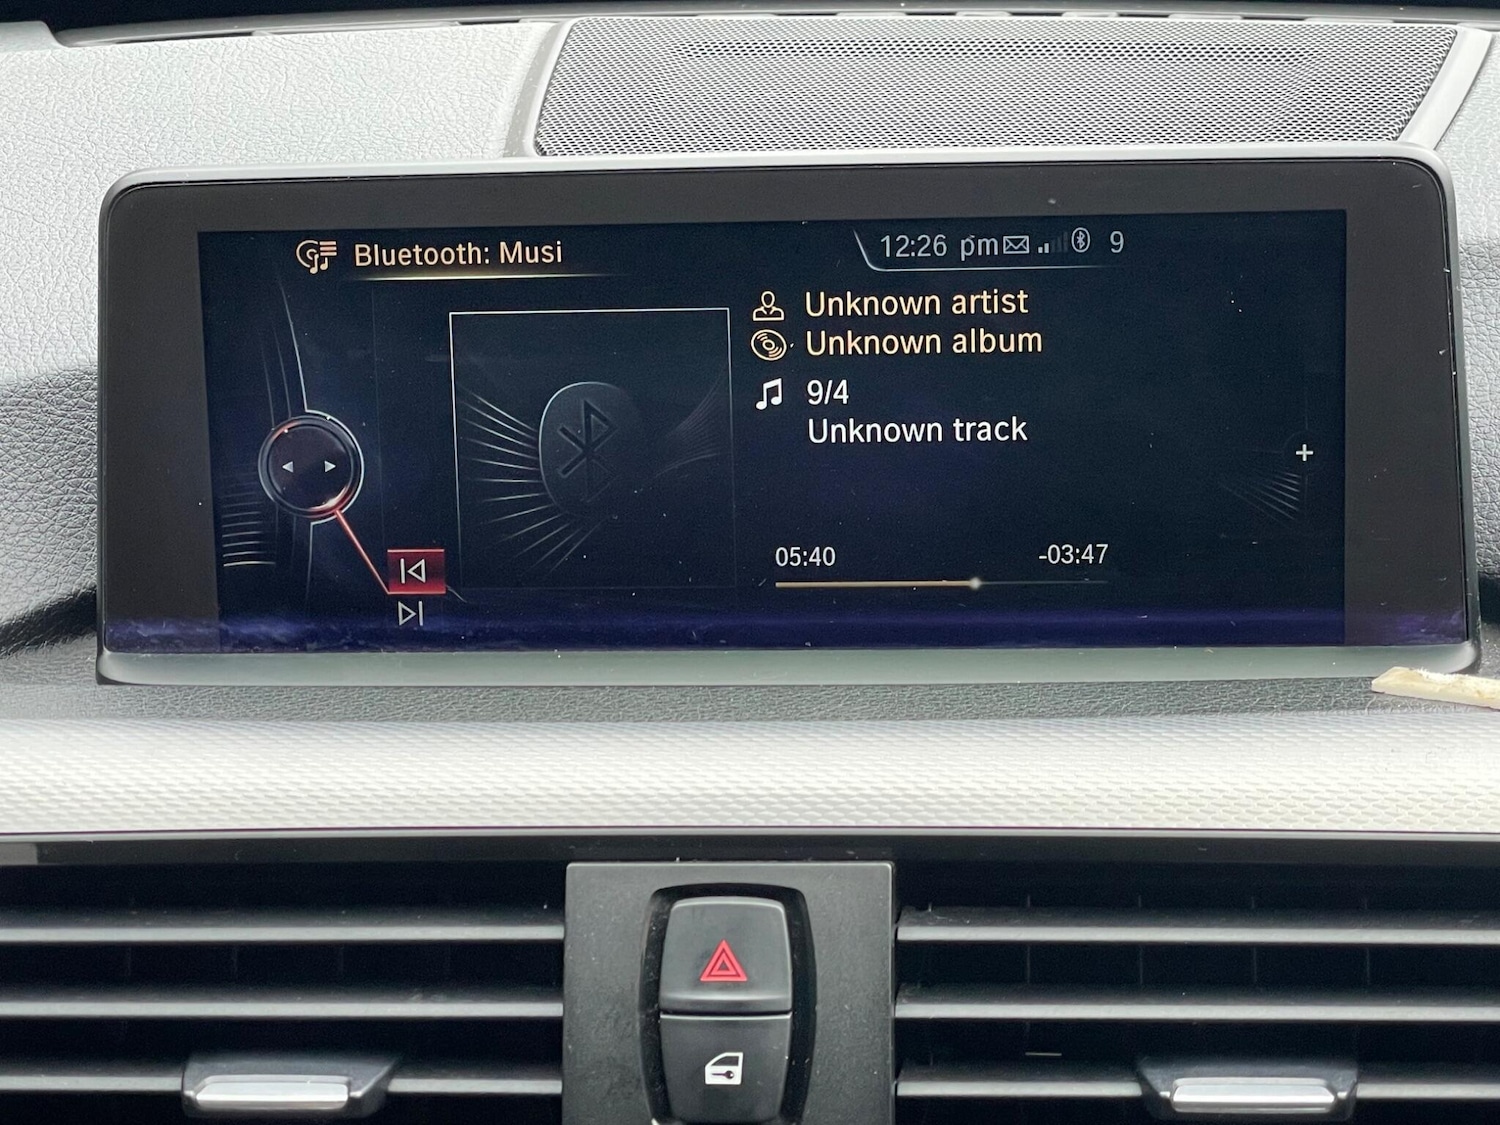 Bluetooth: Musi
12:26 pm 9
Unknown artist
Unknown album
9/4
Unknown track
05:40 -03:47